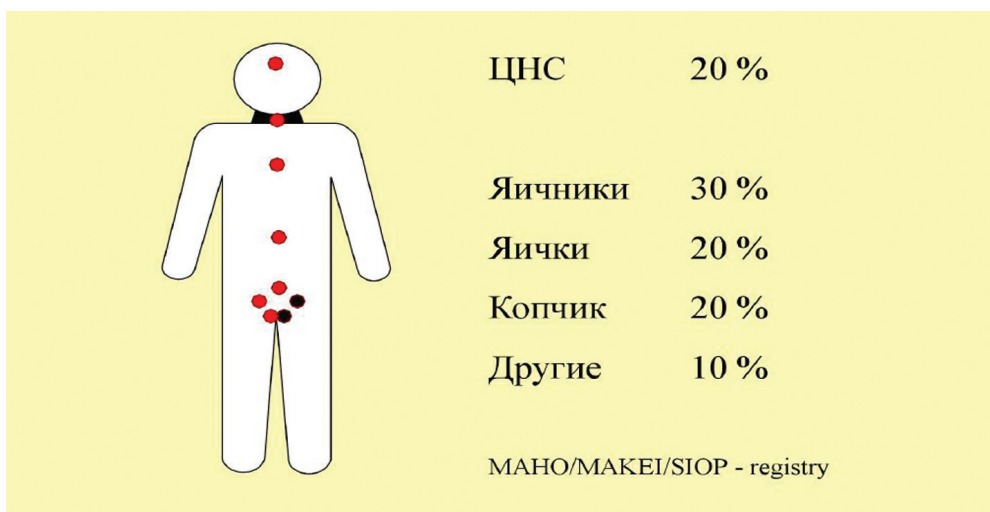 ЦНС 20 %
Яичники 30 %
Яички 20 %
Копчик 20 %
Другие 10 %
MAHO/MAKEI/SIOP - registry